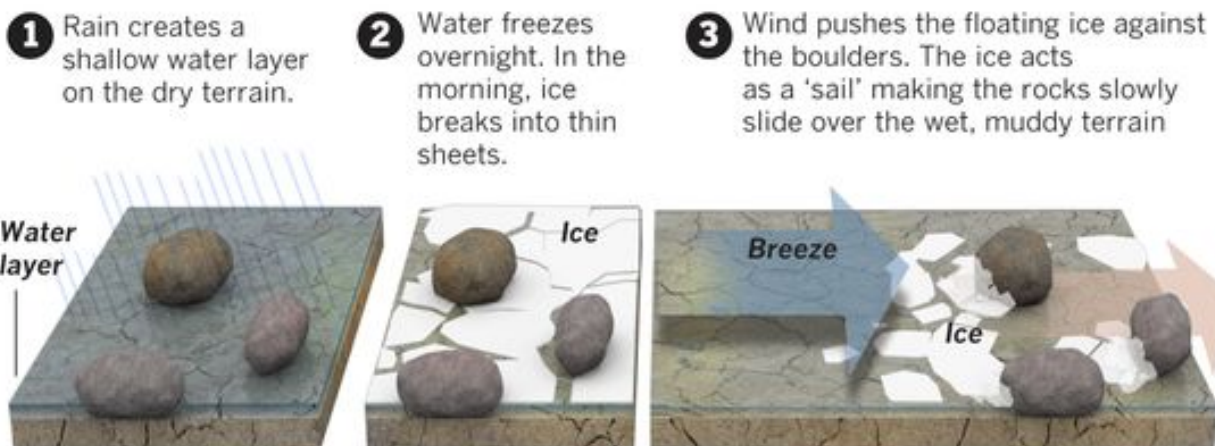 1 Rain creates a
shallow water layer
on the dry terrain.
2 Water freezes
overnight. In the
morning, ice
breaks into thin
sheets.
3 Wind pushes the floating ice against
the boulders. The ice acts
as a ‘sail’ making the rocks slowly
slide over the wet, muddy terrain
Water
layer
Ice
Breeze
Ice